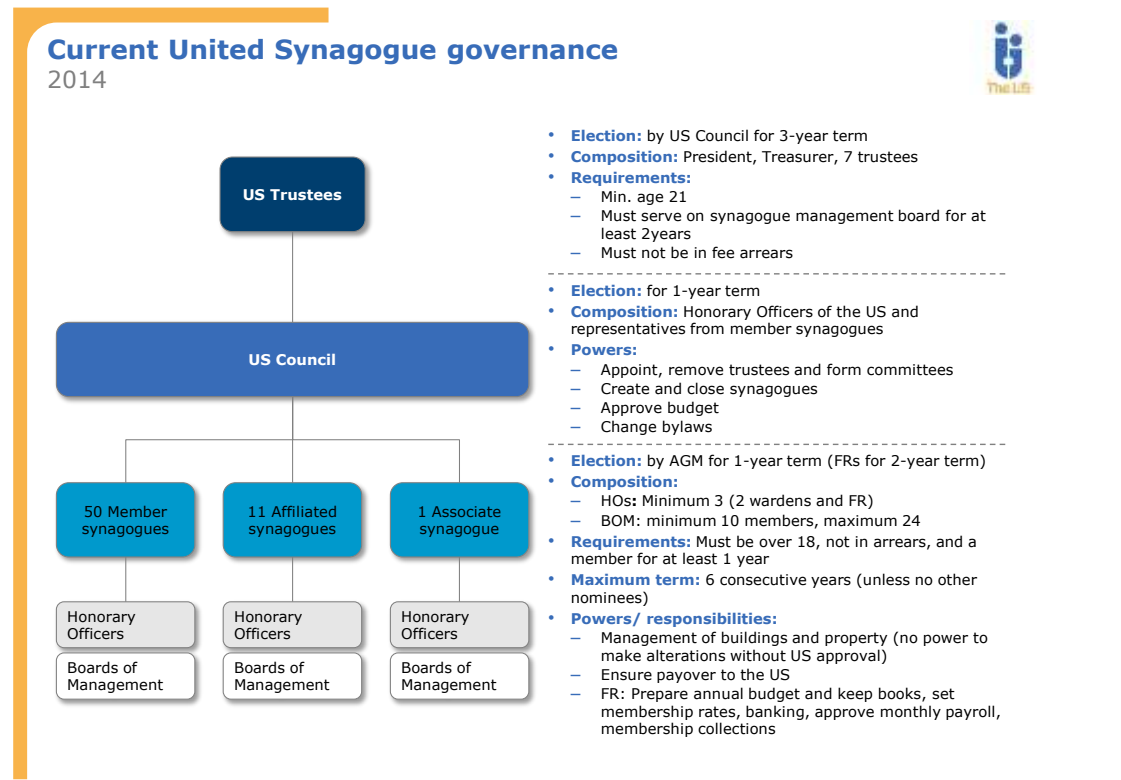 Current United Synagogue governance
2014
The US
US Trustees
• Election: by US Council for 3-year term
• Composition: President, Treasurer, 7 trustees
• Requirements:
– Min. age 21
– Must serve on synagogue management board for at
least 2years
– Must not be in fee arrears
US Council
• Election: for 1-year term
• Composition: Honorary Officers of the US and
representatives from member synagogues
• Powers:
– Appoint, remove trustees and form committees
– Create and close synagogues
– Approve budget
– Change bylaws
50 Member
synagogues
11 Affiliated
synagogues
1 Associate
synagogue
Honorary
Officers
Honorary
Officers
Honorary
Officers
Boards of
Management
Boards of
Management
Boards of
Management
• Election: by AGM for 1-year term (FRs for 2-year term)
• Composition:
– HOs: Minimum 3 (2 wardens and FR)
– BOM: minimum 10 members, maximum 24
• Requirements: Must be over 18, not in arrears, and a
member for at least 1 year
• Maximum term: 6 consecutive years (unless no other
nominees)
• Powers/ responsibilities:
– Management of buildings and property (no power to
make alterations without US approval)
– Ensure payover to the US
– FR: Prepare annual budget and keep books, set
membership rates, banking, approve monthly payroll,
membership collections